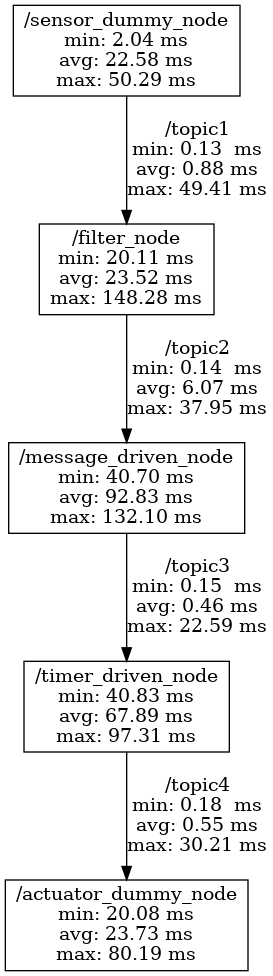 /sensor_dummy_node
min: 2.04 ms
avg: 22.58 ms
max: 50.29 ms
/topic1
min: 0.13  ms
avg: 0.88 ms
max: 49.41 ms
/filter_node
min: 20.11 ms
avg: 23.52 ms
max: 148.28 ms
/topic2
min: 0.14  ms
avg: 6.07 ms
max: 37.95 ms
/message_driven_node
min: 40.70 ms
avg: 92.83 ms
max: 132.10 ms
/topic3
min: 0.15  ms
avg: 0.46 ms
max: 22.59 ms
/timer_driven_node
min: 40.83 ms
avg: 67.89 ms
max: 97.31 ms
/topic4
min: 0.18  ms
avg: 0.55 ms
max: 30.21 ms
/actuator_dummy_node
min: 20.08 ms
avg: 23.73 ms
max: 80.19 ms